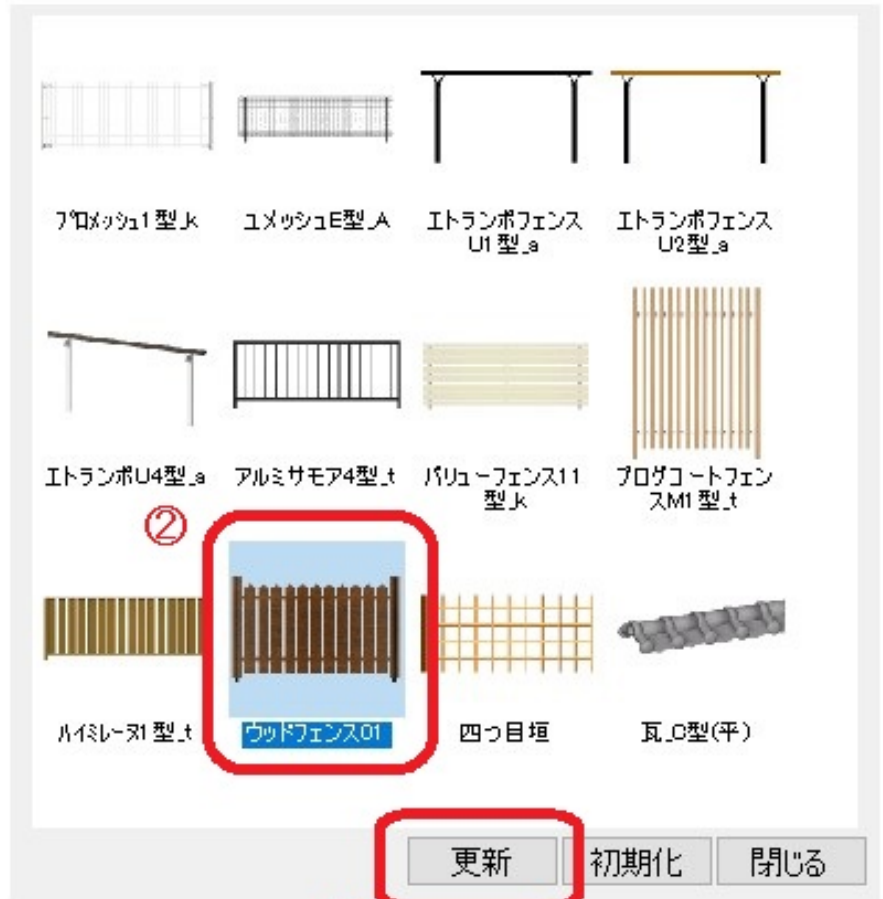 プロメッシュ1型_k
ユメッシュE型_A
エトランポフェンス
U1型_a
エトランポフェンス
U2型_a
エトランポU4型_a
アルミサモア4型_t
バリューフェンス11
型_k
プログコートフェン
スM1型_t
②
ハイミレーヌ1型_t
ウッドフェンス01
四つ目垣
瓦_C型(平)
更新
初期化
閉じる